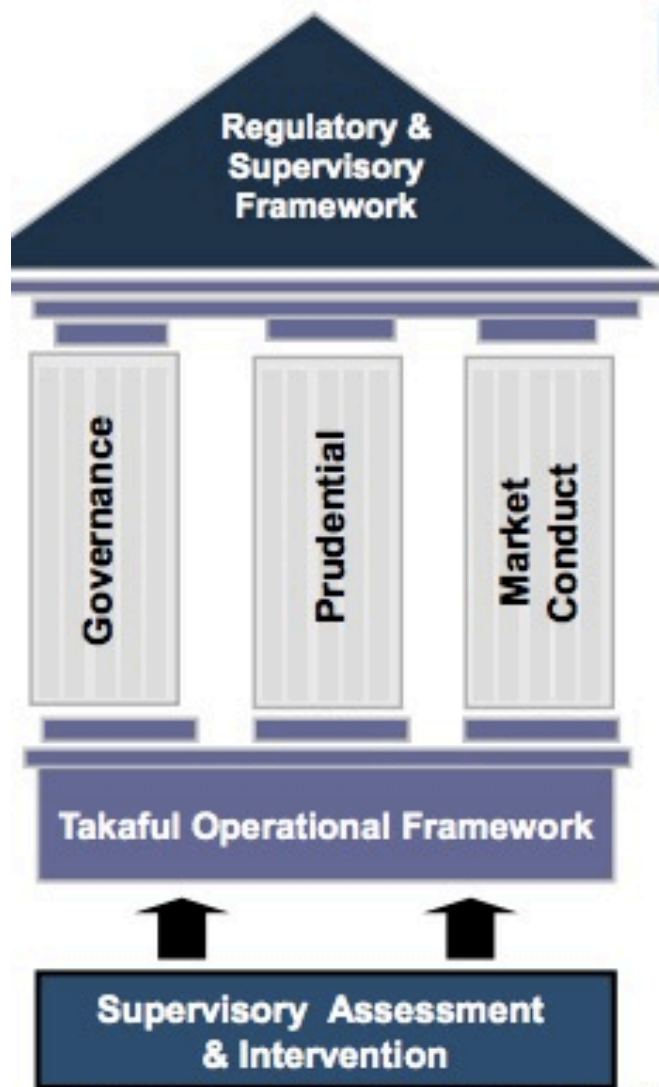 Regulatory &
Supervisory
Framework
Governance
Prudential
Market
Conduct
Takaful Operational Framework
Supervisory Assessment
& Intervention